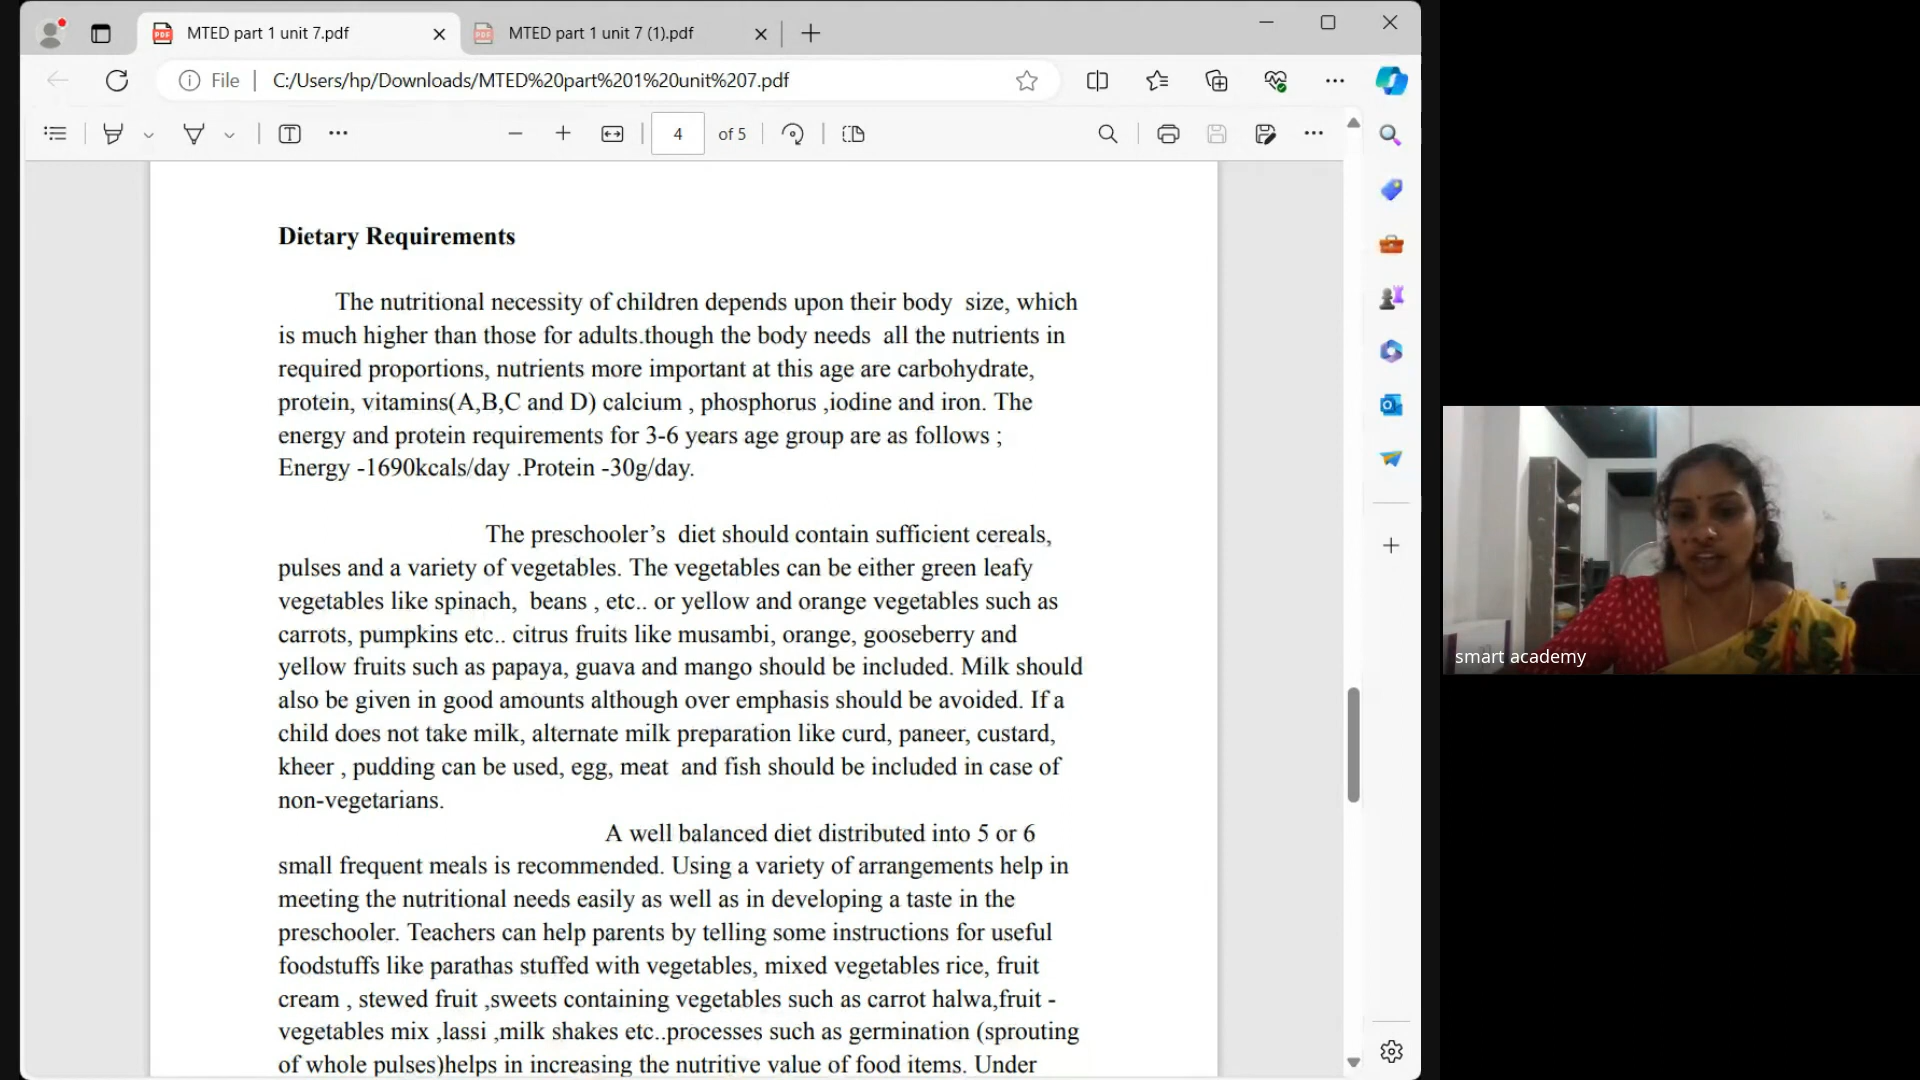 MTED part 1 unit 7.pdf
MTED part 1 unit 7 (1).pdf
File
C:/Users/hp/Downloads/MTED%20part%201%20unit%207.pdf
4 of 5
Dietary Requirements
The nutritional necessity of children depends upon their body size, which
is much higher than those for adults.though the body needs all the nutrients in
required proportions, nutrients more important at this age are carbohydrate,
protein, vitamins(A,B,C and D) calcium , phosphorus ,iodine and iron. The
energy and protein requirements for 3-6 years age group are as follows ;
Energy -1690kcals/day .Protein -30g/day.
The preschooler’s diet should contain sufficient cereals,
pulses and a variety of vegetables. The vegetables can be either green leafy
vegetables like spinach, beans , etc.. or yellow and orange vegetables such as
carrots, pumpkins etc.. citrus fruits like musambi, orange, gooseberry and
yellow fruits such as papaya, guava and mango should be included. Milk should
also be given in good amounts although over emphasis should be avoided. If a
child does not take milk, alternate milk preparation like curd, paneer, custard,
kheer , pudding can be used, egg, meat and fish should be included in case of
non-vegetarians.
A well balanced diet distributed into 5 or 6
small frequent meals is recommended. Using a variety of arrangements help in
meeting the nutritional needs easily as well as in developing a taste in the
preschooler. Teachers can help parents by telling some instructions for useful
foodstuffs like parathas stuffed with vegetables, mixed vegetables rice, fruit
cream , stewed fruit ,sweets containing vegetables such as carrot halwa,fruit -
vegetables mix ,lassi ,milk shakes etc..processes such as germination (sprouting
of whole pulses)helps in increasing the nutritive value of food items. Under
smart academy